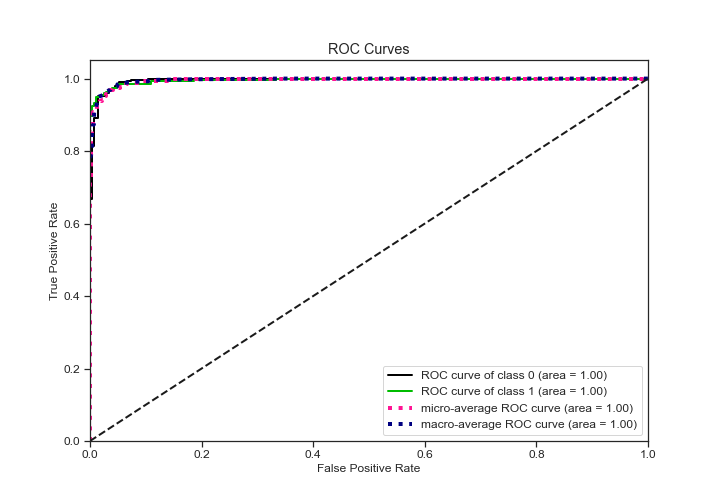 ROC Curves
1.0
0.8
0.6
0.4
0.2
0.0
True Positive Rate
0.0 0.2 0.4 0.6 0.8 1.0
False Positive Rate
ROC curve of class 0 (area = 1.00)
ROC curve of class 1 (area = 1.00)
micro-average ROC curve (area = 1.00)
macro-average ROC curve (area = 1.00)